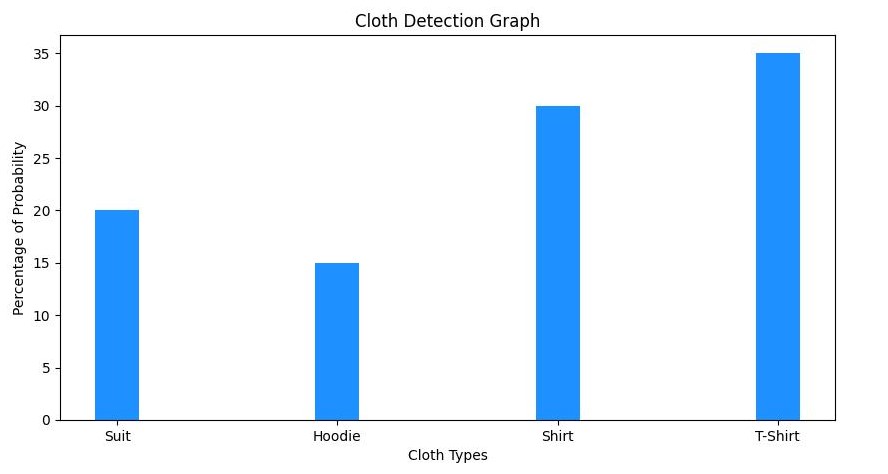 Cloth Detection Graph
Percentage of Probability
35
30
25
20
15
10
5
0
Suit Hoodie Shirt T-Shirt
Cloth Types